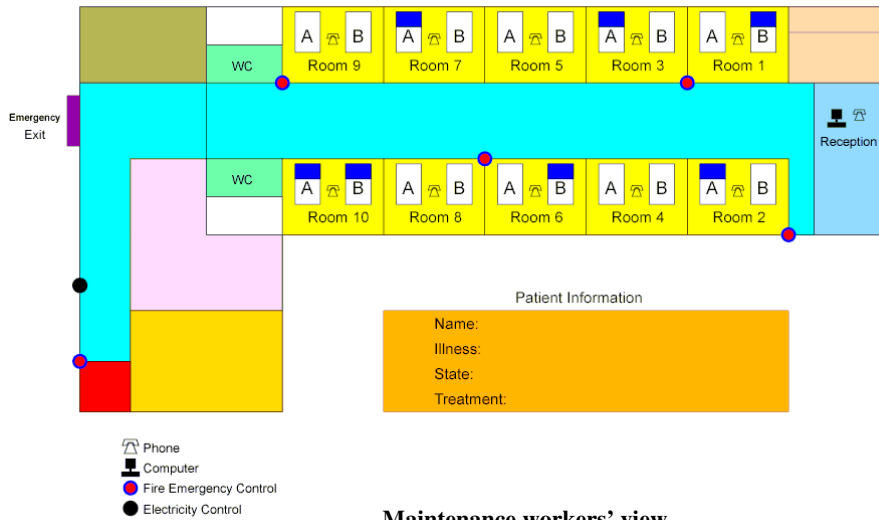 A B A B A B A B A B
WC Room 9 Room 7 Room 5 Room 3 Room 1
Emergency
Exit
Reception
WC A B A B A B A B A B
Room 10 Room 8 Room 6 Room 4 Room 2
Patient Information
Name:
Illness:
State:
Treatment:
Phone
Computer
Fire Emergency Control
Electricity Control
Maintenance workers' view